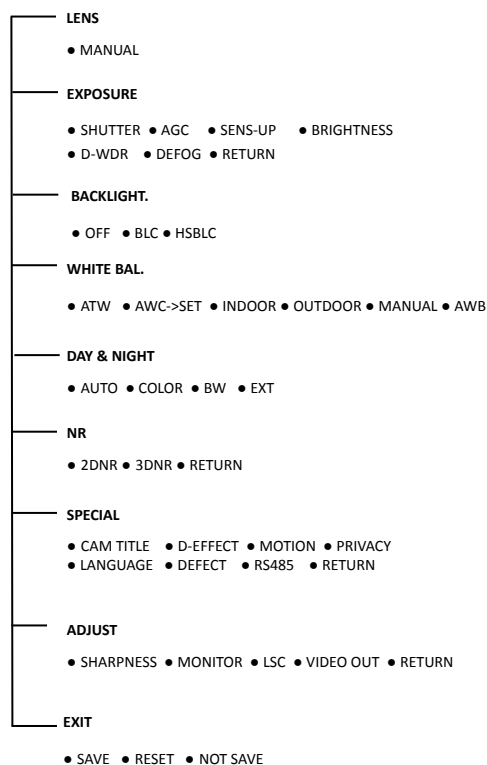 LENS
● MANUAL
EXPOSURE
● SHUTTER ● AGC ● SENS-UP ● BRIGHTNESS
● D-WDR ● DEFOG ● RETURN
BACKLIGHT.
● OFF ● BLC ● HSBLC
WHITE BAL.
● ATW ● AWC->SET ● INDOOR ● OUTDOOR ● MANUAL ● AWB
DAY & NIGHT
● AUTO ● COLOR ● BW ● EXT
NR
● 2DNR ● 3DNR ● RETURN
SPECIAL
● CAM TITLE ● D-EFFECT ● MOTION ● PRIVACY
● LANGUAGE ● DEFECT ● RS485 ● RETURN
ADJUST
● SHARPNESS ● MONITOR ● LSC ● VIDEO OUT ● RETURN
EXIT
● SAVE ● RESET ● NOT SAVE